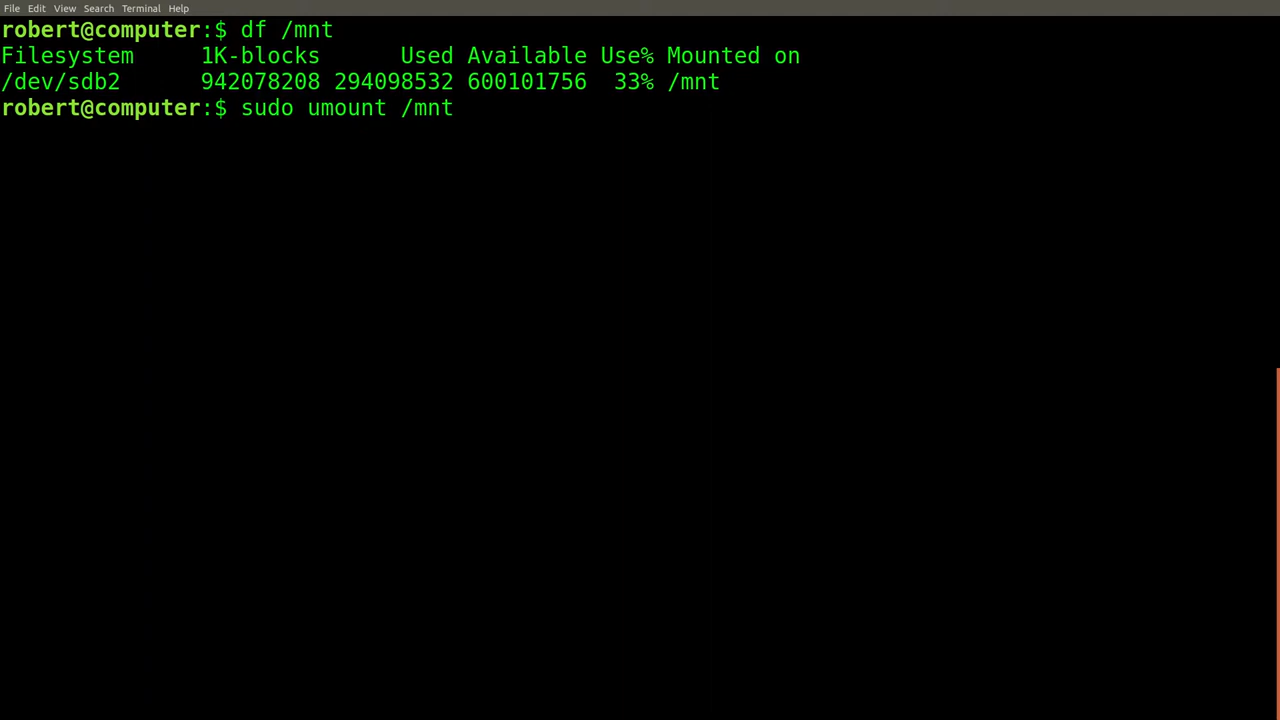 File Edit View Search Terminal Help
robert@computer:$ df /mnt
Filesystem     1K-blocks      Used Available Use% Mounted on
/dev/sdb2      942078208 294098532 600101756  33% /mnt
robert@computer:$ sudo umount /mnt